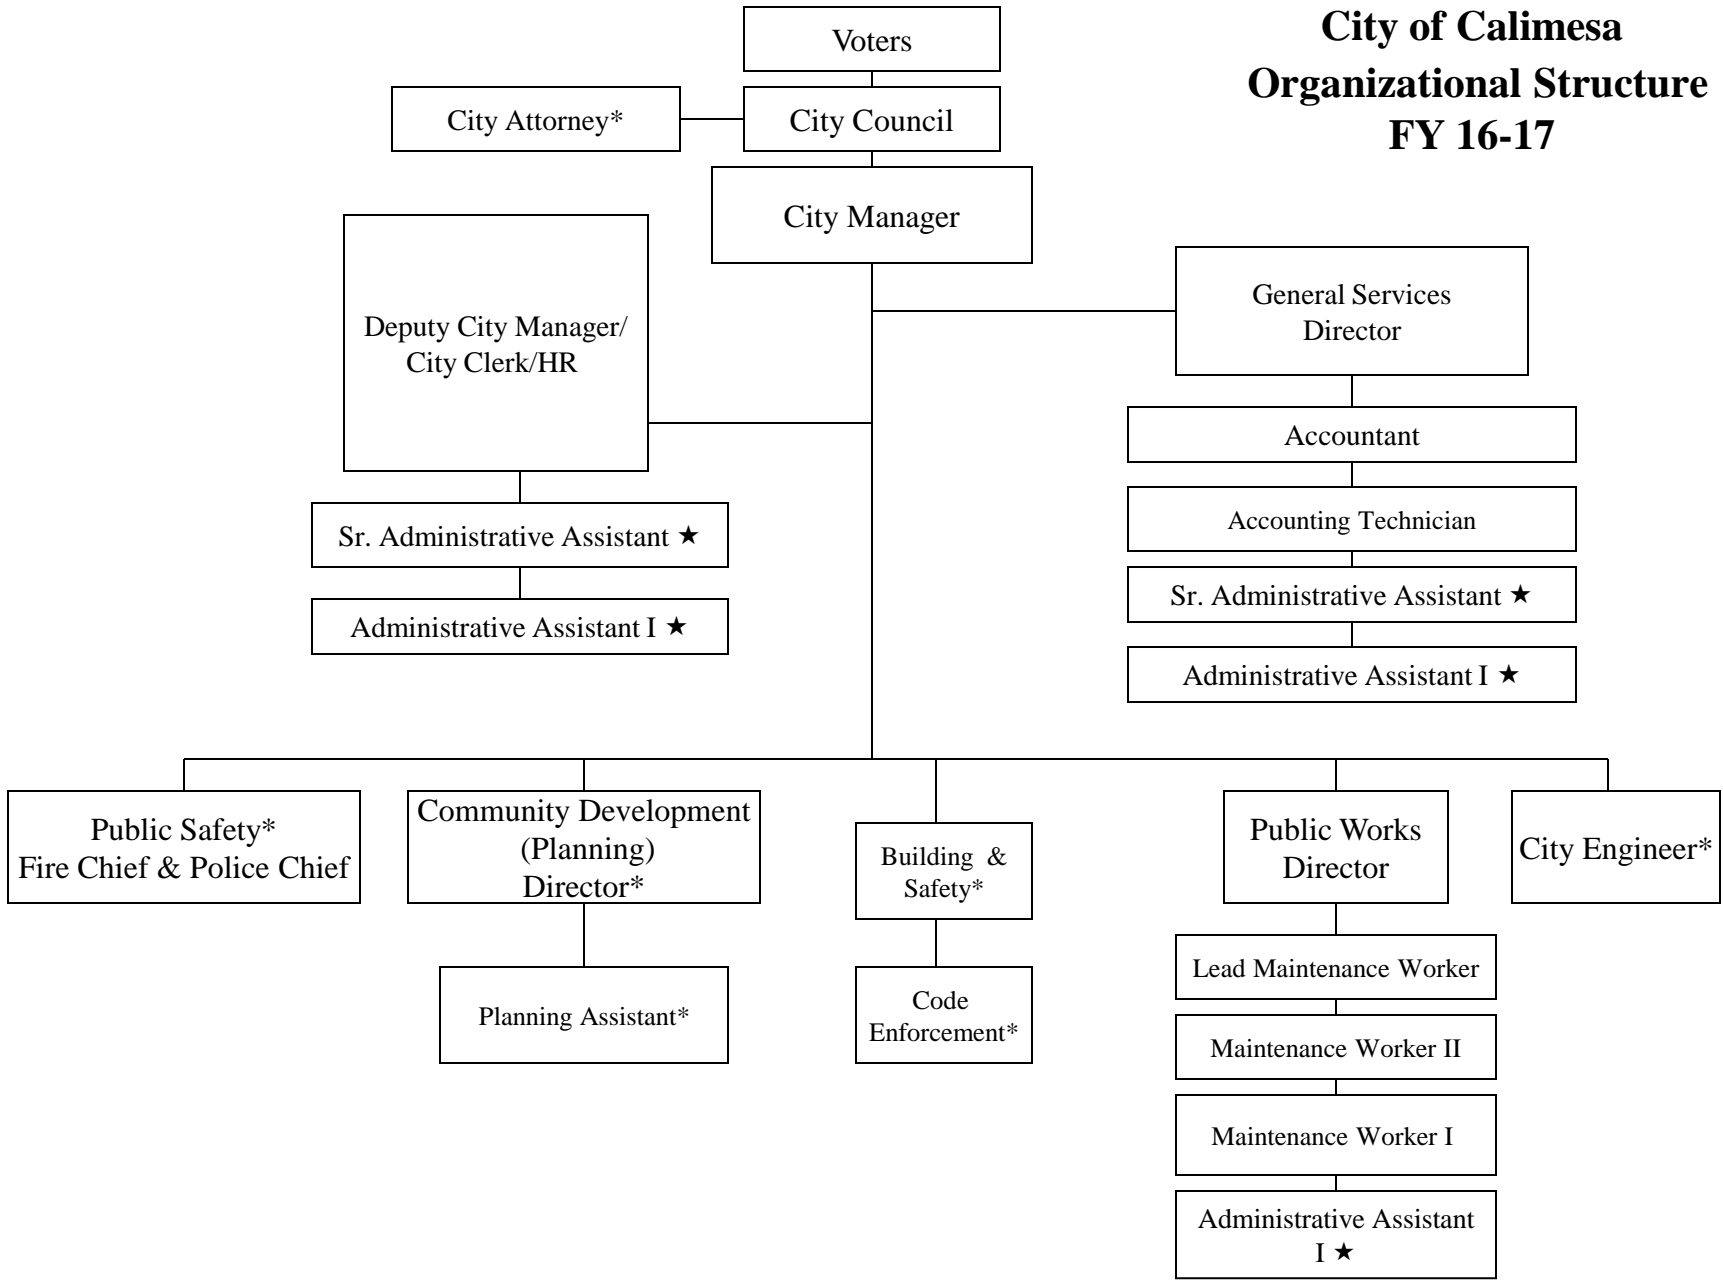 City of Calimesa
Organizational Structure
FY 16-17
Voters
City Attorney*
City Council
City Manager
Deputy City Manager/
City Clerk/HR
Sr. Administrative Assistant ★
Administrative Assistant I ★
General Services
Director
Accountant
Accounting Technician
Sr. Administrative Assistant ★
Administrative Assistant I ★
Public Safety*
Fire Chief & Police Chief
Community Development
(Planning)
Director*
Planning Assistant*
Building & 
Safety*
Code
Enforcement*
Public Works
Director
Lead Maintenance Worker
Maintenance Worker II
Maintenance Worker I
Administrative Assistant
I ★
City Engineer*